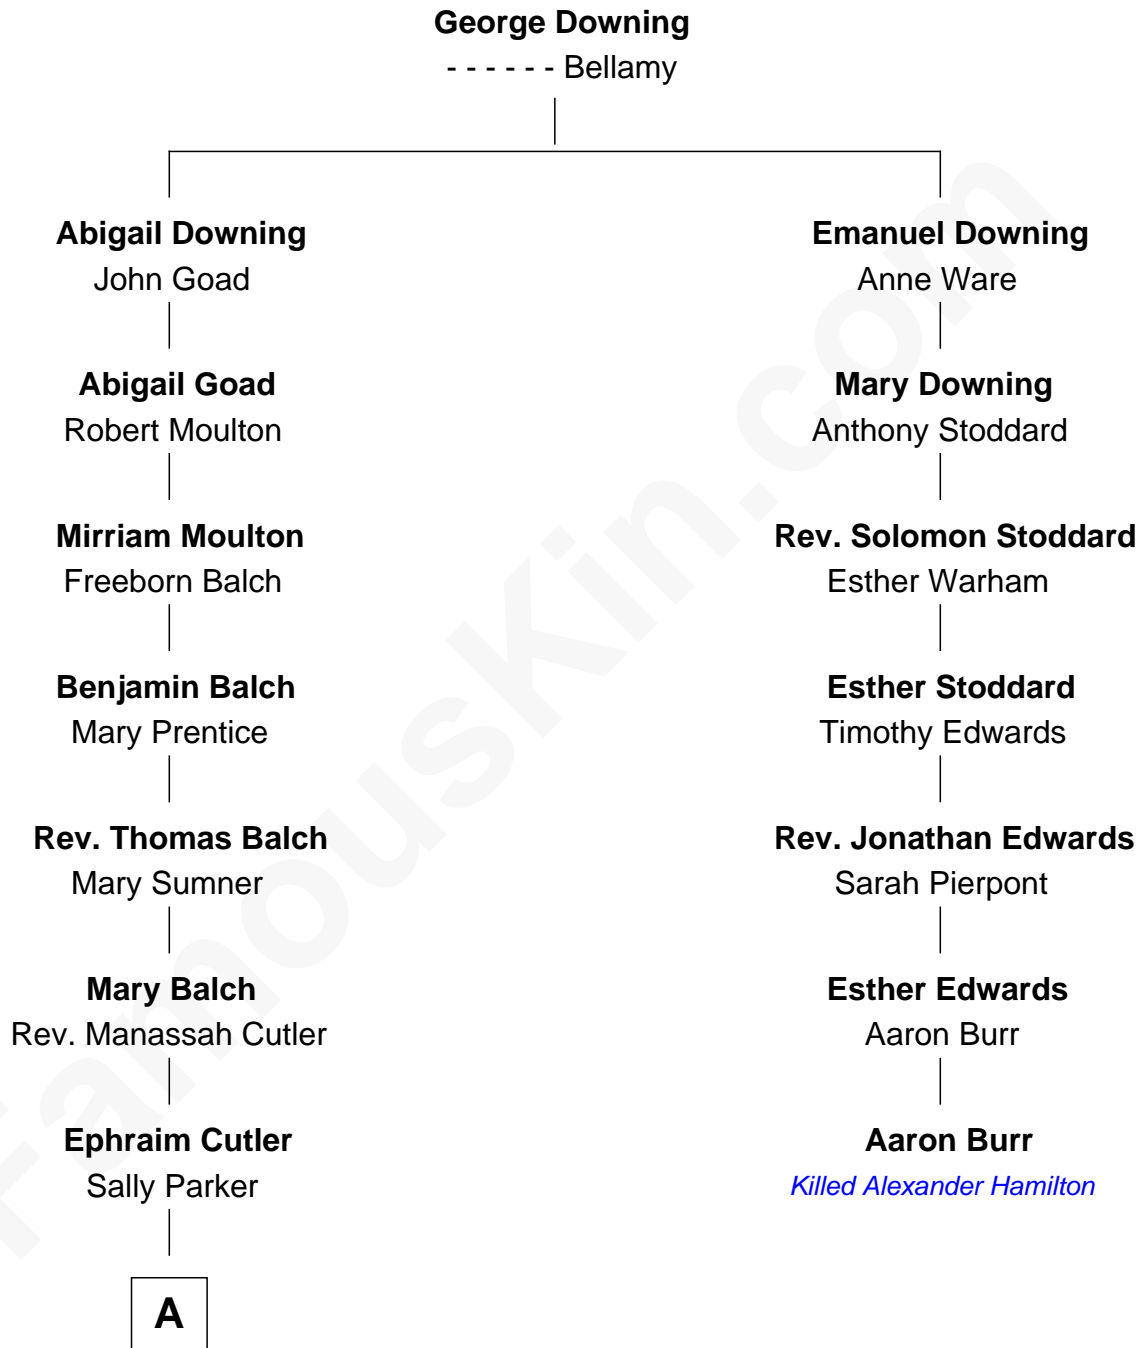 George Downing
- - - - - - Bellamy
Abigail Downing
John Goad
Emanuel Downing
Anne Ware
Abigail Goad
Robert Moulton
Mary Downing
Anthony Stoddard
Mirriam Moulton
Freeborn Balch
Rev. Solomon Stoddard
Esther Warham
Benjamin Balch
Mary Prentice
Esther Stoddard
Timothy Edwards
Rev. Thomas Balch
Mary Sumner
Rev. Jonathan Edwards
Sarah Pierpont
Mary Balch
Rev. Manassah Cutler
Esther Edwards
Aaron Burr
Ephraim Cutler
Sally Parker
Aaron Burr
Killed Alexander Hamilton
A
FamousKin.com